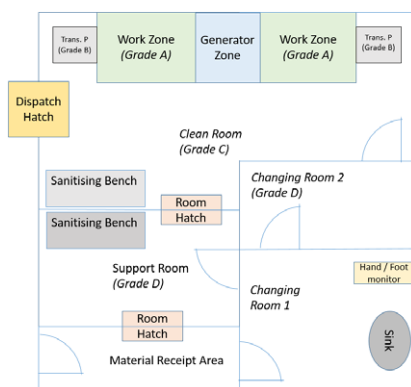 Trans. P
(Grade B)
Work Zone
(Grade A)
Generator
Zone
Work Zone
(Grade A)
Trans. P
(Grade B)
Dispatch
Hatch
Clean Room
(Grade C)
Sanitising Bench
Room
Hatch
Changing Room 2
(Grade D)
Sanitising Bench
Support Room
(Grade D)
Hand / Foot
monitor
Changing
Room 1
Room
Hatch
Sink
Material Receipt Area